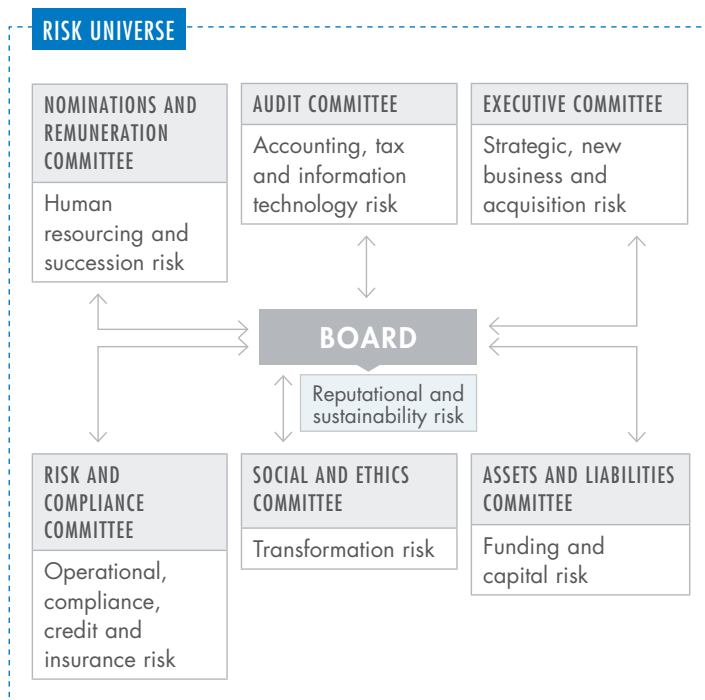 RISK UNIVERSE
NOMINATIONS AND
REMUNERATION
COMMITTEE
Human
resourcing and
succession risk
AUDIT COMMITTEE
Accounting, tax
and information
technology risk
EXECUTIVE COMMITTEE
Strategic, new
business and
acquisition risk
BOARD
Reputational and
sustainability risk
RISK AND
COMPLIANCE
COMMITTEE
Operational,
compliance,
credit and
insurance risk
SOCIAL AND ETHICS
COMMITTEE
Transformation risk
ASSETS AND LIABILITIES
COMMITTEE
Funding and
capital risk